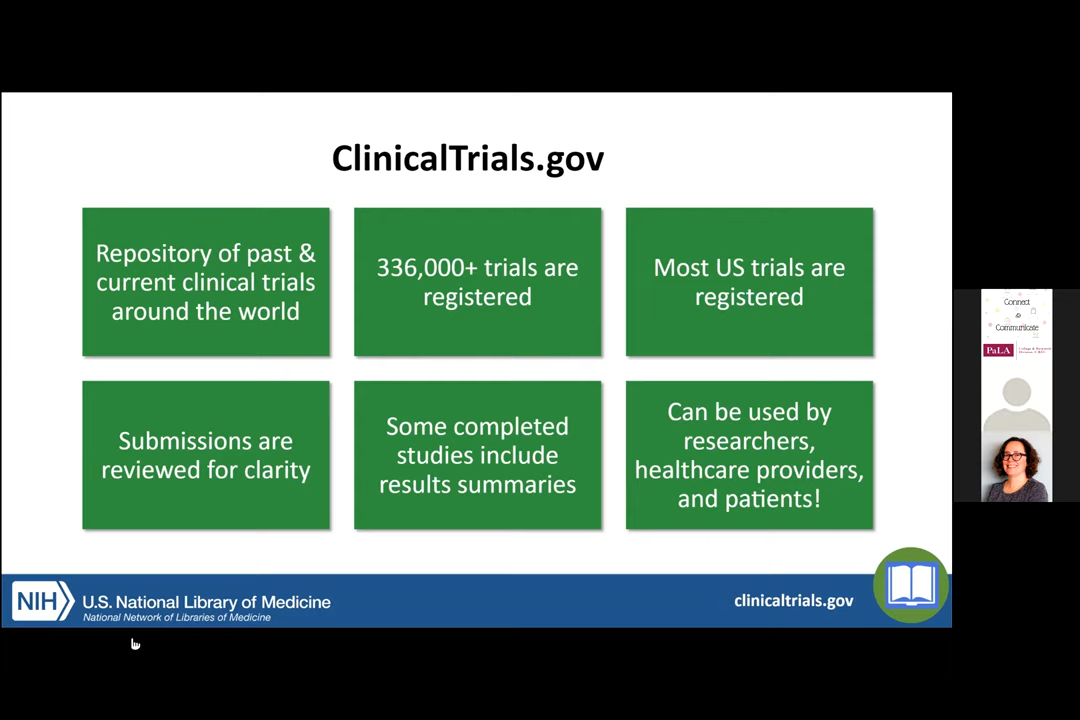 ClinicalTrials.gov
Repository of past &
current clinical trials
around the world
336,000+ trials are
registered
Most US trials are
registered
Submissions are
reviewed for clarity
Some completed
studies include
results summaries
Can be used by
researchers,
healthcare providers,
and patients!
NIH
U.S. National Library of Medicine
National Network of Libraries of Medicine
clinicaltrials.gov
Connect
Communicate
PaLA
College & Research